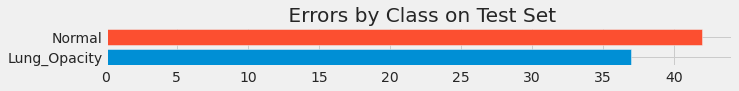 Errors by Class on Test Set
Normal
Lung_Opacity
0 5 10 15 20 25 30 35 40